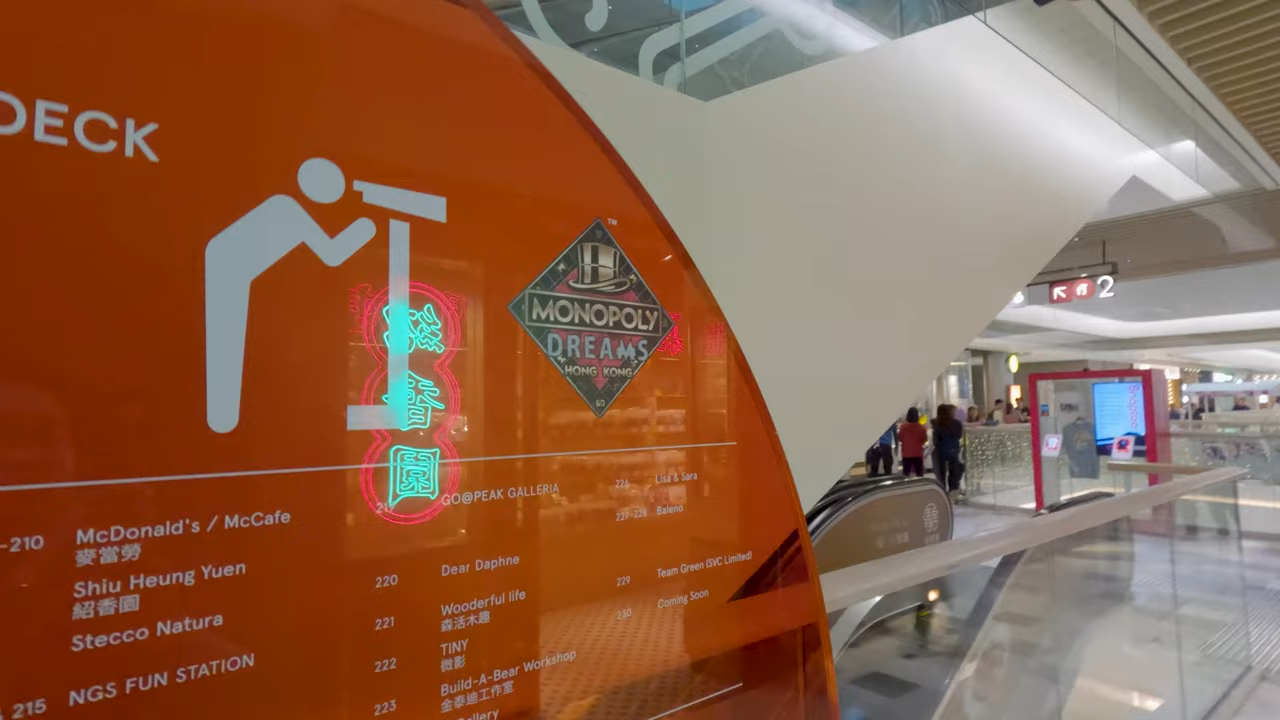 DECK
TM
MONOPOLY
DREAMS
HONG KONG
GO
2
-210 McDonald's / McCafe
麥當勞
Shiu Heung Yuen
紹香園
Stecco Natura
215 NGS FUN STATION
GO@PEAK GALLERIA
220 Dear Daphne
221 Wooderful life
森活木趣
222 TINY
微影
223 Build-A-Bear Workshop
金泰迪工作室
226 Lisa & Sara
227-228 Baleno
229 Team Green (SVC Limited)
230 Coming Soon